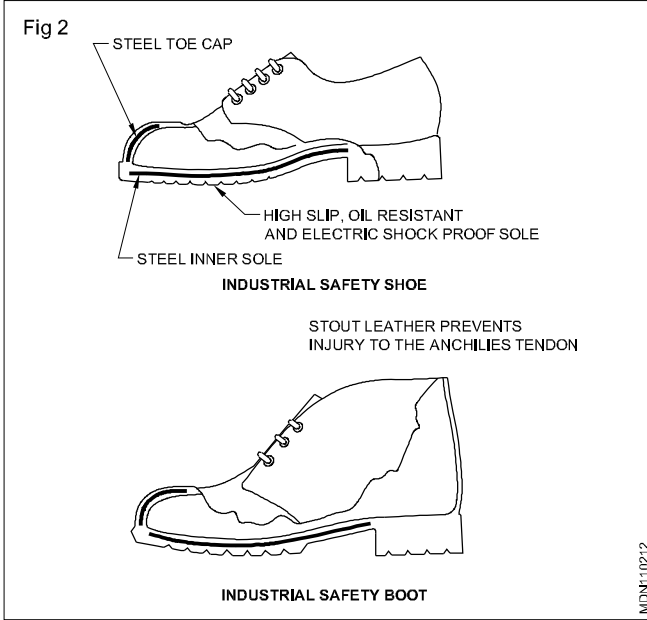 Fig 2
STEEL TOE CAP
HIGH SLIP, OIL RESISTANT
AND ELECTRIC SHOCK PROOF SOLE
STEEL INNER SOLE
INDUSTRIAL SAFETY SHOE
STOUT LEATHER PREVENTS
INJURY TO THE ANCHILIES TENDON
INDUSTRIAL SAFETY BOOT
MDN110212